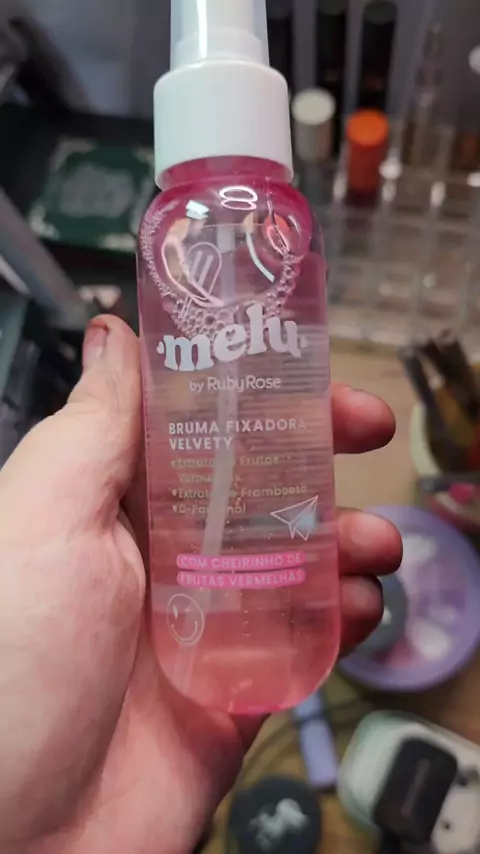 melu
by RubyRose
BRUMA FIXADORA
VELVETY
Extrato de Frutas
Vermelhas
Extrato de Framboesa
D-Pantenol
COM CHEIRINHO DE
FRUTAS VERMELHAS